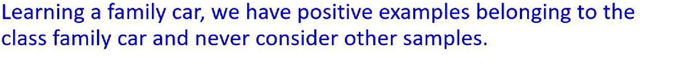 Learning a family car, we have positive examples belonging to the
class family car and never consider other samples.